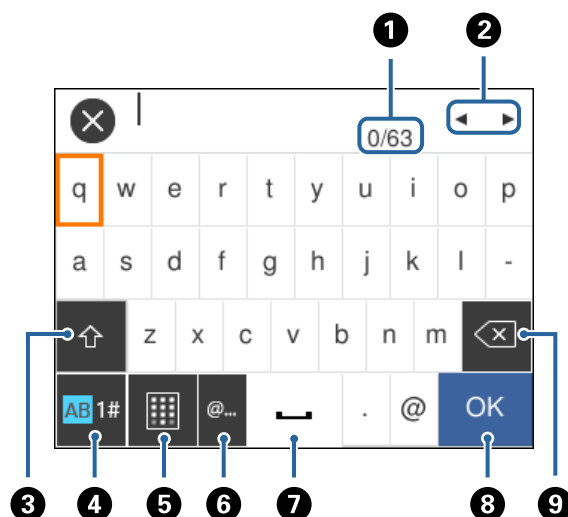 1 2
0/63
q w e r t y u i o p
a s d f g h j k l -
z x c v b n m
AB 1# @... . @ OK
3 4 5 6 7 8 9